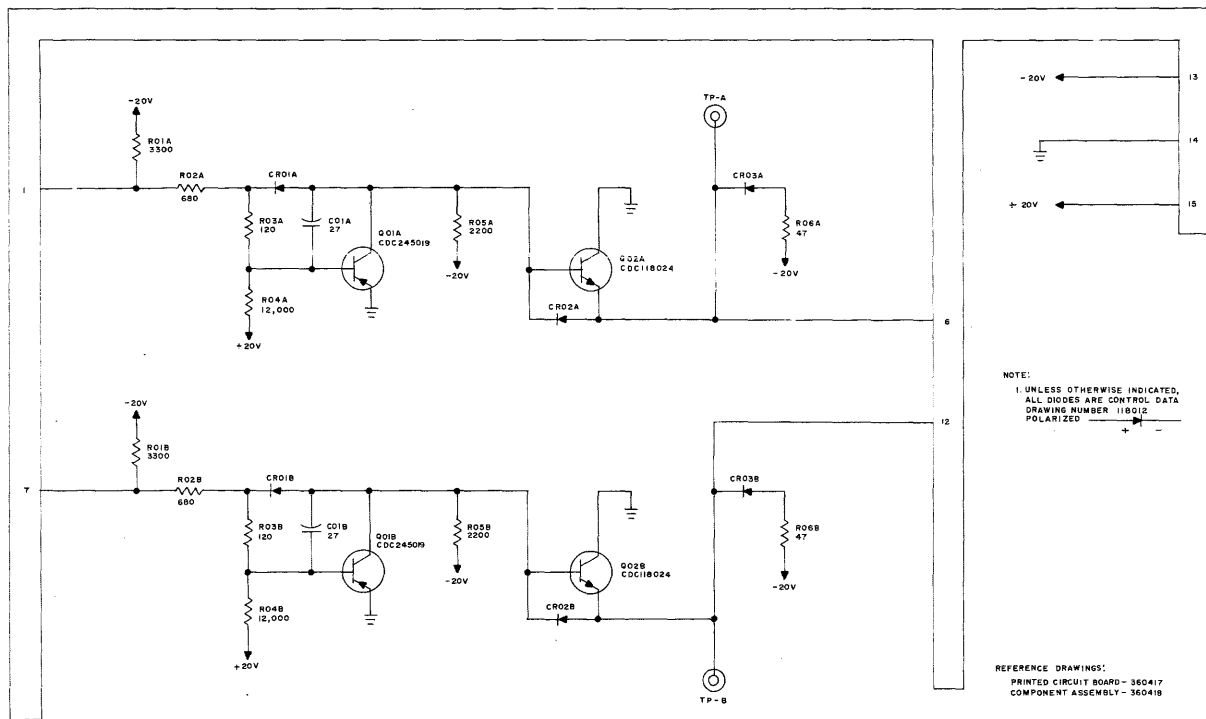 -20V
R01A
3300
1
R02A
680
CR01A
R03A
120
C01A
27
Q01A
CDC245019
R04A
12,000
+20V
R05A
2200
-20V
Q02A
CDC118024
CR02A
TP-A
CR03A
R06A
47
-20V
6
-20V
13
14
+20V
15
NOTE:
1. UNLESS OTHERWISE INDICATED,
ALL DIODES ARE CONTROL DATA
DRAWING NUMBER 118012
POLARIZED
+ -
-20V
R01B
3300
7
R02B
680
CR01B
R03B
120
C01B
27
Q01B
CDC245019
R04B
12,000
+20V
R05B
2200
-20V
Q02B
CDC118024
CR02B
12
CR03B
R06B
47
-20V
TP-B
REFERENCE DRAWINGS:
PRINTED CIRCUIT BOARD - 360417
COMPONENT ASSEMBLY - 360418